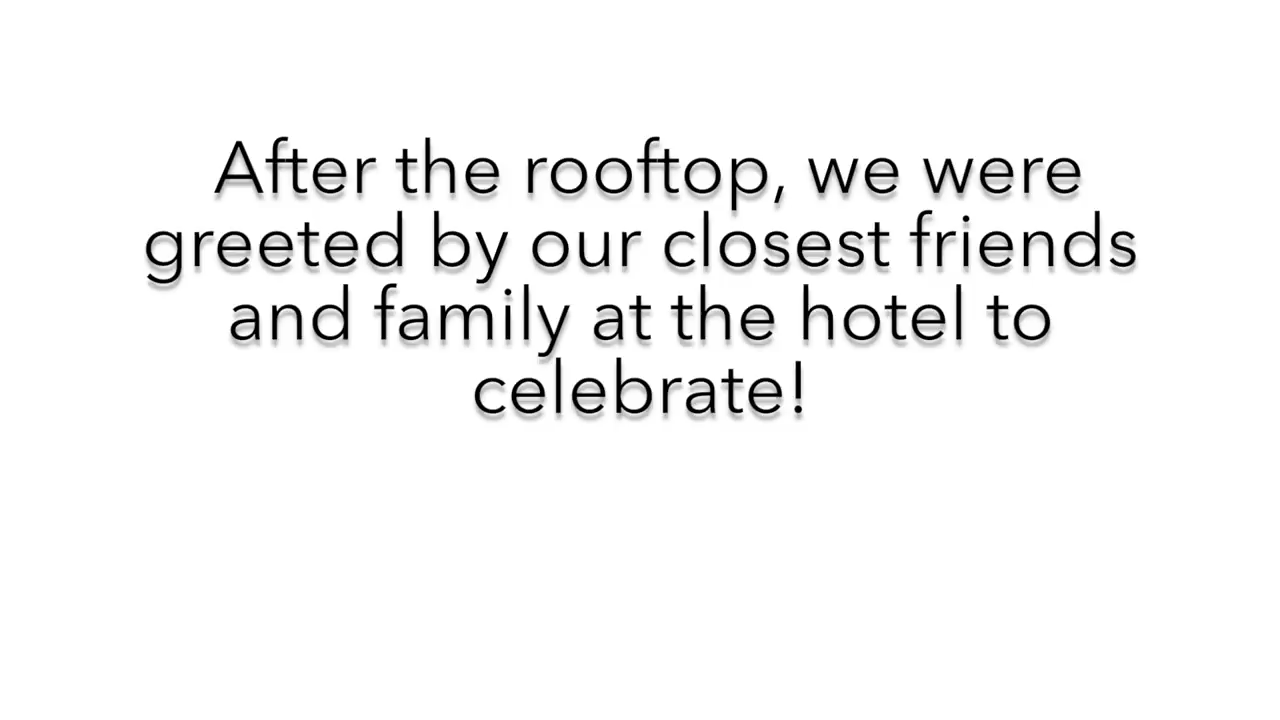 After the rooftop, we were
greeted by our closest friends
and family at the hotel to
celebrate!